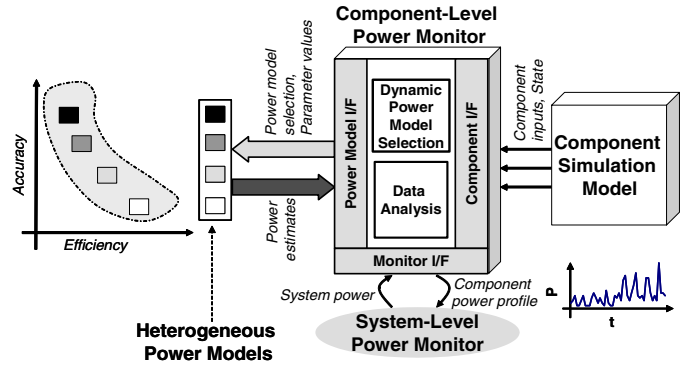 Component-Level
Power Monitor
Accuracy
Efficiency
Power model
selection,
Parameter values
Power
estimates
Power Model I/F
Dynamic
Power
Model
Selection
Data
Analysis
Component I/F
Monitor I/F
Component
inputs, State
Component
Simulation
Model
System power
Component
power profile
P
t
Heterogeneous
Power Models
System-Level
Power Monitor